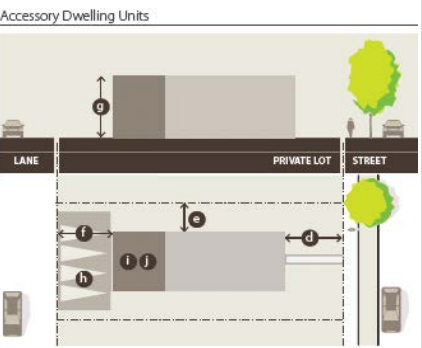 Accessory Dwelling Units
g
LANE PRIVATE LOT STREET
e
f d
i j
h